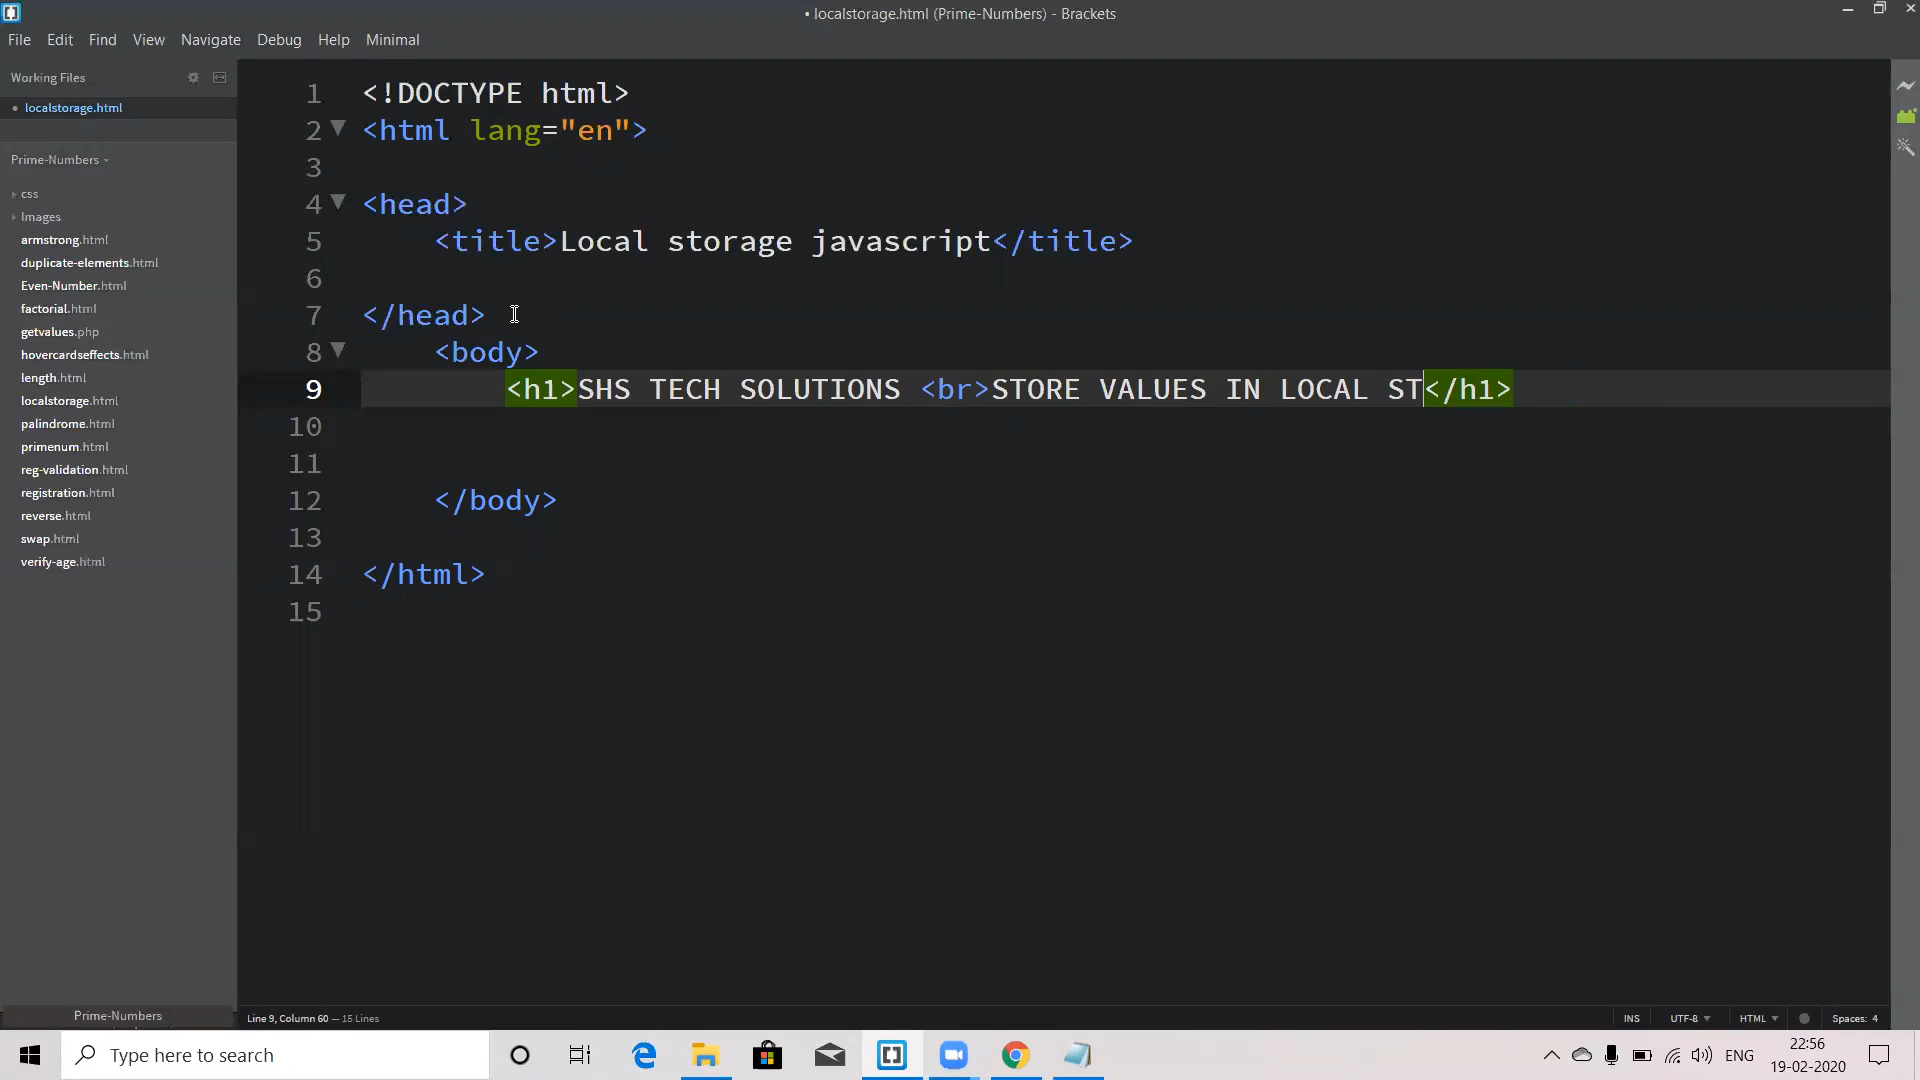 • localstorage.html (Prime-Numbers) - Brackets
File Edit Find View Navigate Debug Help Minimal
Working Files
• localstorage.html
Prime-Numbers
css
Images
armstrong.html
duplicate-elements.html
Even-Number.html
factorial.html
getvalues.php
hovercardseffects.html
length.html
localstorage.html
palindrome.html
primenum.html
reg-validation.html
registration.html
reverse.html
swap.html
verify-age.html
Prime-Numbers
1 <!DOCTYPE html>
2 <html lang="en">
3
4 <head>
5 <title>Local storage javascript</title>
6
7 </head>
8 <body>
9 <h1>SHS TECH SOLUTIONS <br>STORE VALUES IN LOCAL ST</h1>
10
11
12 </body>
13
14 </html>
15
Line 9, Column 60 — 15 Lines
INS UTF-8 HTML Spaces: 4
Type here to search
ENG
22:56
19-02-2020